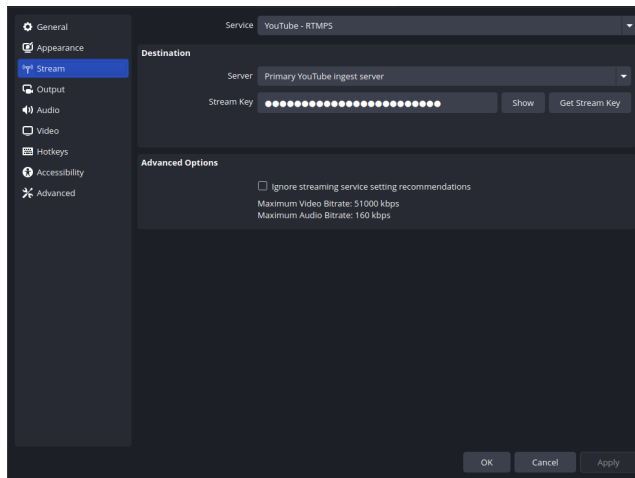 General
Appearance
Stream
Output
Audio
Video
Hotkeys
Accessibility
Advanced
Service YouTube - RTMPS
Destination
Server Primary YouTube ingest server
Stream Key ●●●●●●●●●●●●●●●●●●●●●●●● Show Get Stream Key
Advanced Options
Ignore streaming service setting recommendations
Maximum Video Bitrate: 51000 kbps
Maximum Audio Bitrate: 160 kbps
OK Cancel Apply